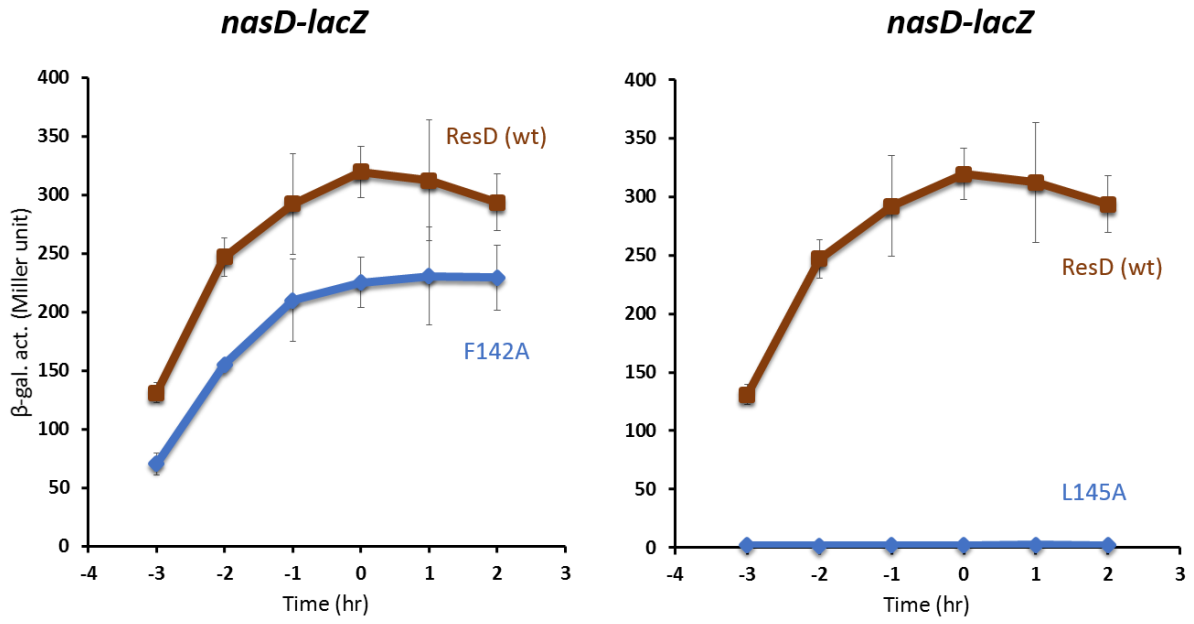 nasD-lacZ
β-gal. act. (Miller unit)
400
350
300
250
200
150
100
50
0
ResD (wt)
F142A
-4 -3 -2 -1 0 1 2 3
Time (hr)
nasD-lacZ
400
350
300
250
200
150
100
50
0
ResD (wt)
L145A
-4 -3 -2 -1 0 1 2 3
Time (hr)